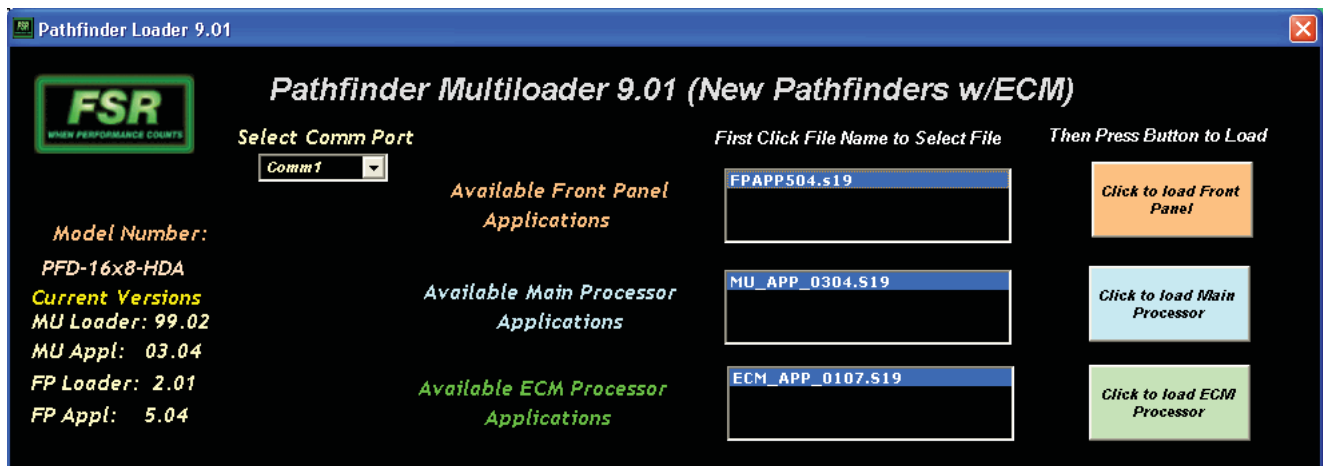 Pathfinder Loader 9.01
FSR
WHEN PERFORMANCE COUNTS
Pathfinder Multiloader 9.01 (New Pathfinders w/ECM)
Select Comm Port
Comm1
First Click File Name to Select File
Then Press Button to Load
Available Front Panel
Applications
FPAPP504.s19
Click to load Front
Panel
Model Number:
PFD-16x8-HDA
Current Versions
MU Loader: 99.02
MU Appl: 03.04
FP Loader: 2.01
FP Appl: 5.04
Available Main Processor
Applications
MU_APP_0304.S19
Click to load Main
Processor
Available ECM Processor
Applications
ECM_APP_0107.S19
Click to load ECM
Processor